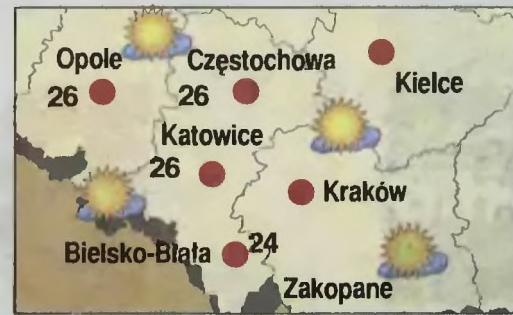 Opole
26
Częstochowa
26
Kielce
Katowice
26
Kraków
Bielsko-Biała
24
Zakopane